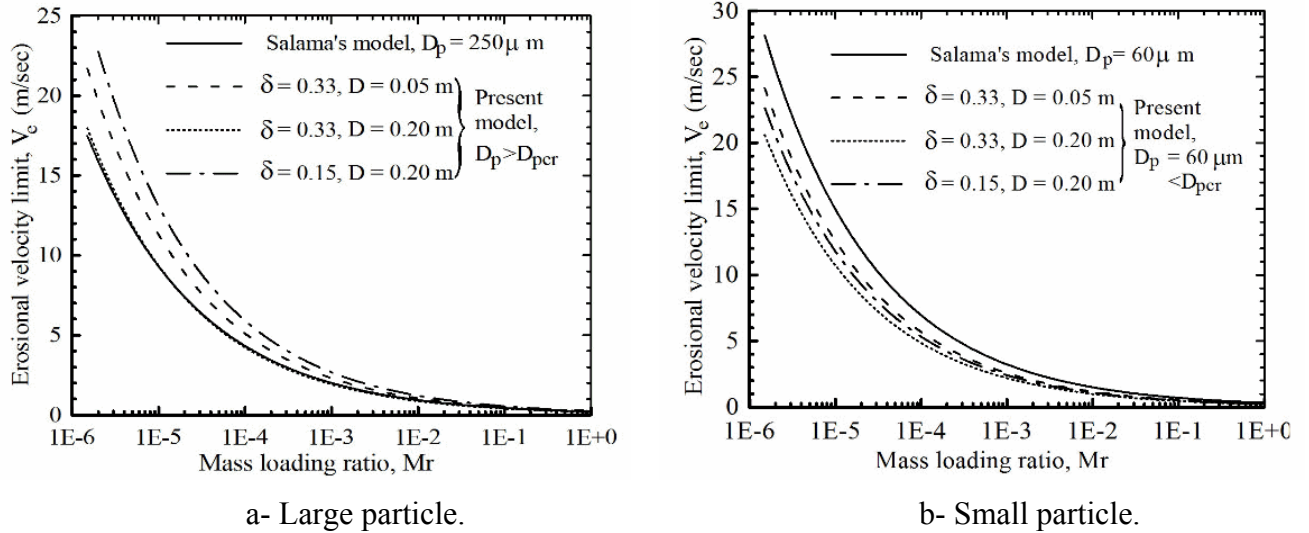 25
20
15
10
5
0
Erosional velocity limit, Vₑ (m/sec)
Salama's model, Dₚ = 250 μ m
δ = 0.33, D = 0.05 m
δ = 0.33, D = 0.20 m
δ = 0.15, D = 0.20 m
Present
model,
Dp>Dpcr
1E-6 1E-5 1E-4 1E-3 1E-2 1E-1 1E+0
Mass loading ratio, Mr
a- Large particle.
30
25
20
15
10
5
0
Erosional velocity limit, Vₑ (m/sec)
Salama's model, Dₚ= 60μ m
δ = 0.33, D = 0.05 m
δ = 0.33, D = 0.20 m
δ = 0.15, D = 0.20 m
Present
model,
Dₚ = 60 μm
<Dpcr
1E-6 1E-5 1E-4 1E-3 1E-2 1E-1 1E+0
Mass loading ratio, Mr
b- Small particle.